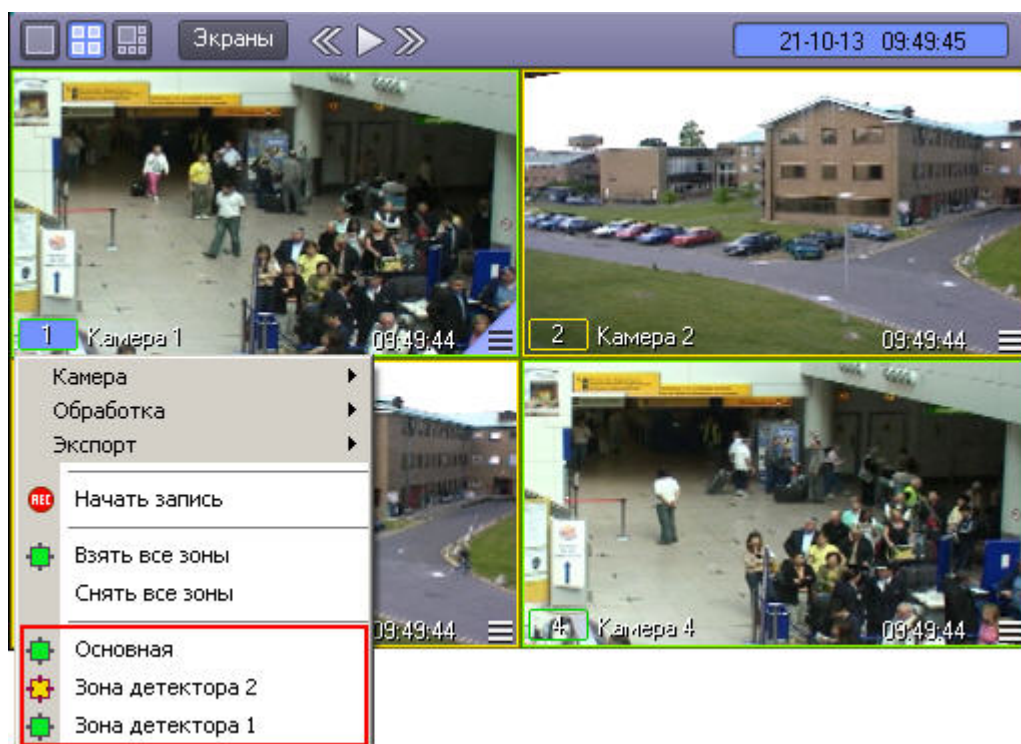 Экраны
21-10-13 09:49:45
1 Камера 1 09:49:44
2 Камера 2 09:49:44
Камера
Обработка
Экспорт
REC Начать запись
Взять все зоны
Снять все зоны
09:49:44
4 Камера 4 09:49:44
Основная
Зона детектора 2
Зона детектора 1